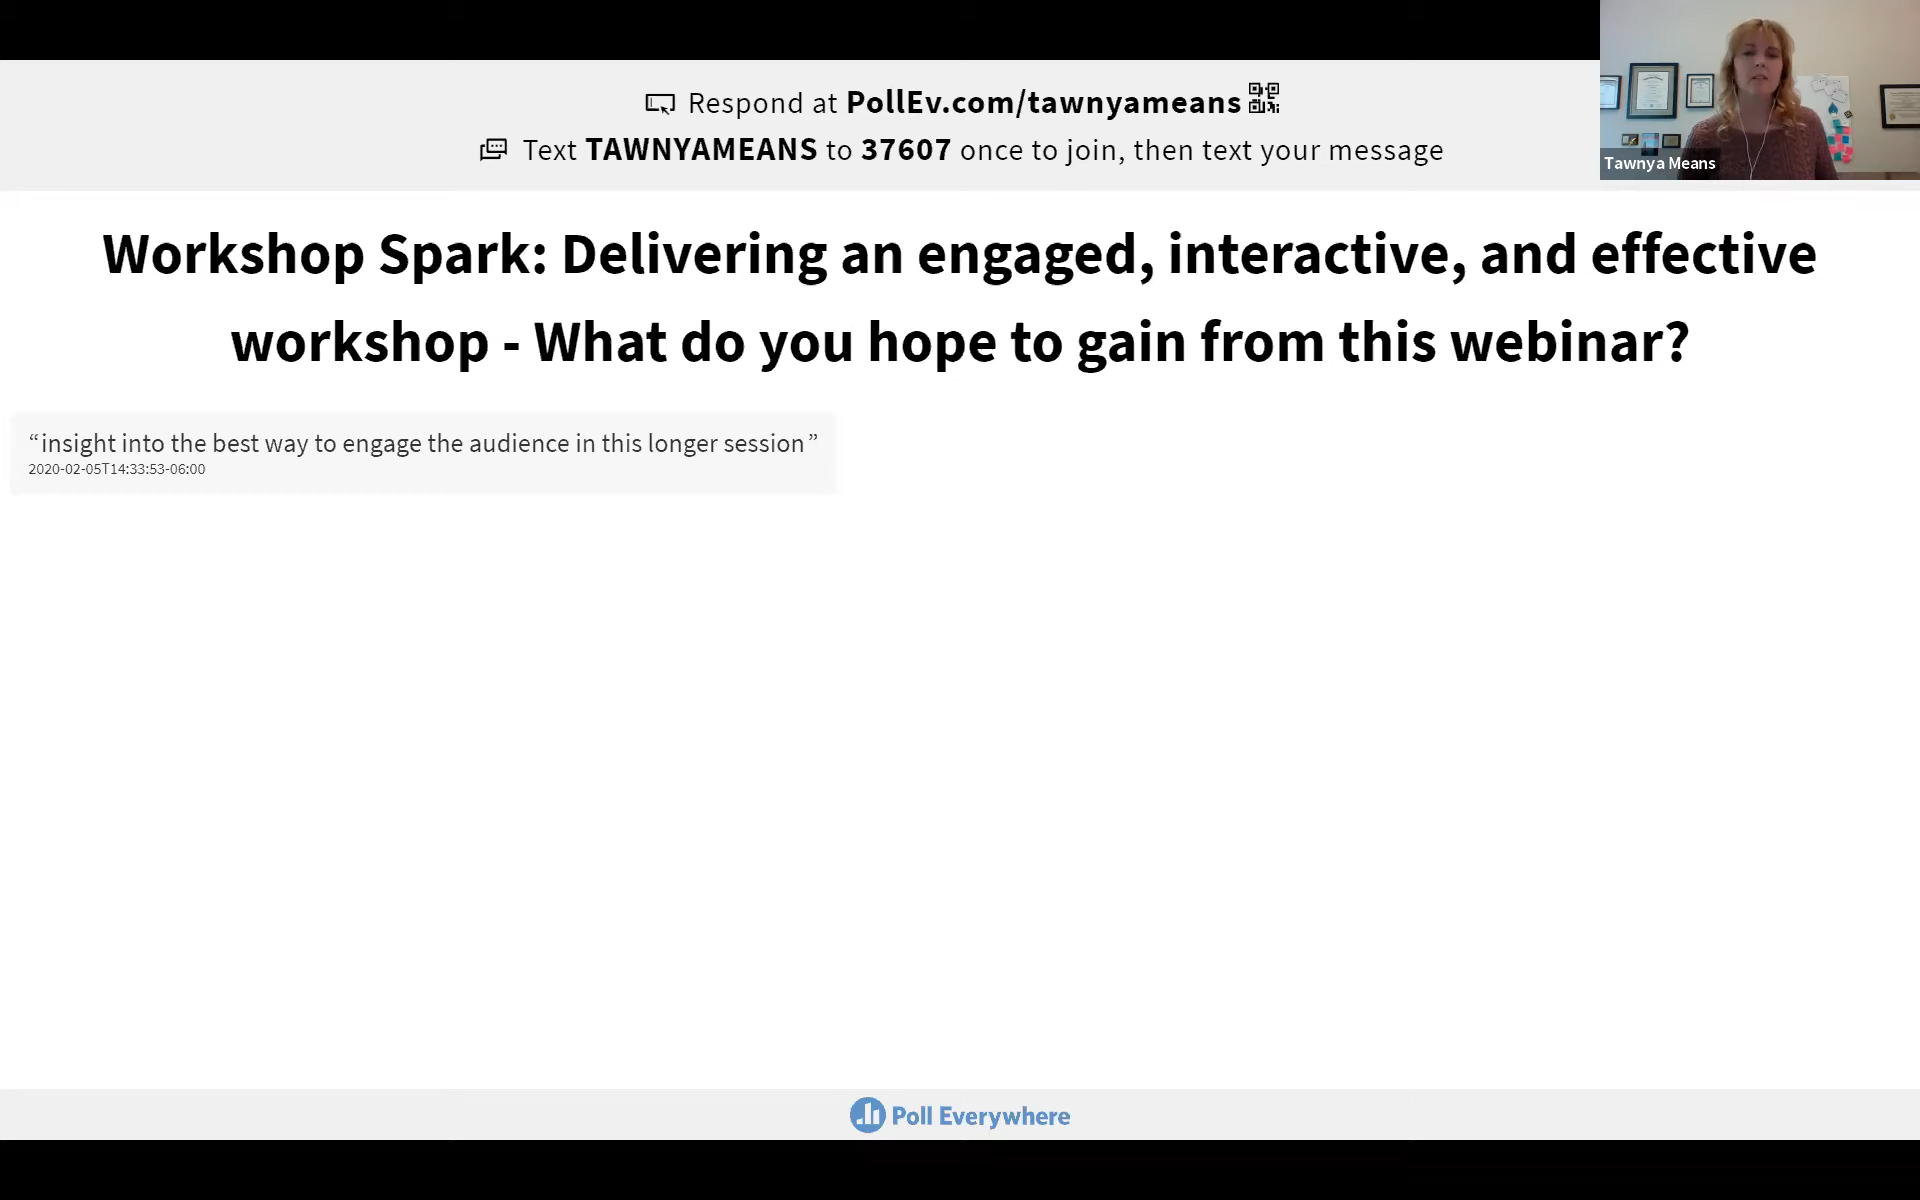 Respond at PollEv.com/tawnyameans
Text TAWNYAMEANS to 37607 once to join, then text your message
Tawnya Means
Workshop Spark: Delivering an engaged, interactive, and effective
workshop - What do you hope to gain from this webinar?
“insight into the best way to engage the audience in this longer session”
2020-02-05T14:33:53-06:00
Poll Everywhere